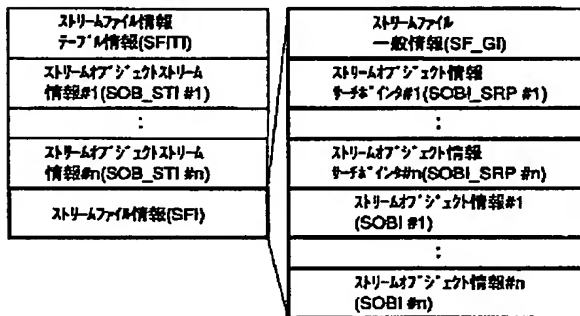 ストリームファイル情報
テーブル情報(SFITI)
ストリームオブジェクトストリーム
情報#1(SOB_STI #1)
:
ストリームオブジェクトストリーム
情報#n(SOB_STI #n)
ストリームファイル情報(SFI)
ストリームファイル
一般情報(SF_GI)
ストリームオブジェクト情報
サーチポインタ#1(SOBI_SRP #1)
:
ストリームオブジェクト情報
サーチポインタ#n(SOBI_SRP #n)
ストリームオブジェクト情報#1
(SOBI #1)
:
ストリームオブジェクト情報#n
(SOBI #n)